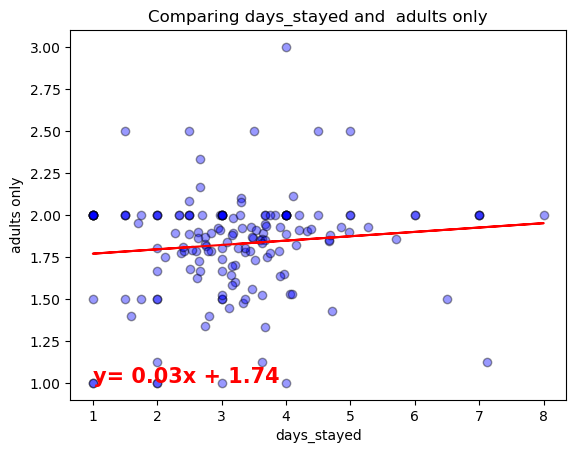 Comparing days_stayed and  adults only
3.00
2.75
2.50
2.25
2.00
1.75
1.50
1.25
1.00
adults only
y= 0.03x + 1.74
1 2 3 4 5 6 7 8
days_stayed